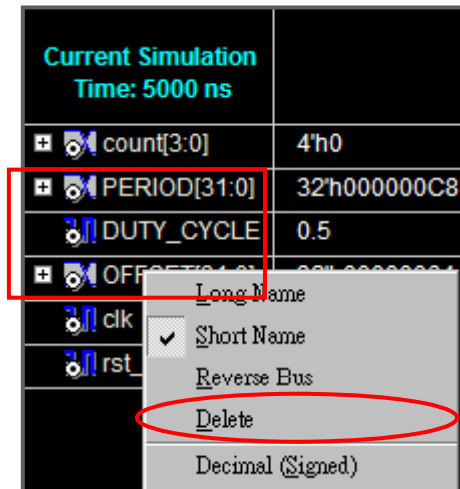 Current Simulation
Time: 5000 ns
count[3:0] 4'h0
PERIOD[31:0] 32'h000000C8
DUTY_CYCLE 0.5
clk
rst_
Long Name
Short Name
Reverse Bus
Delete
Decimal (Signed)